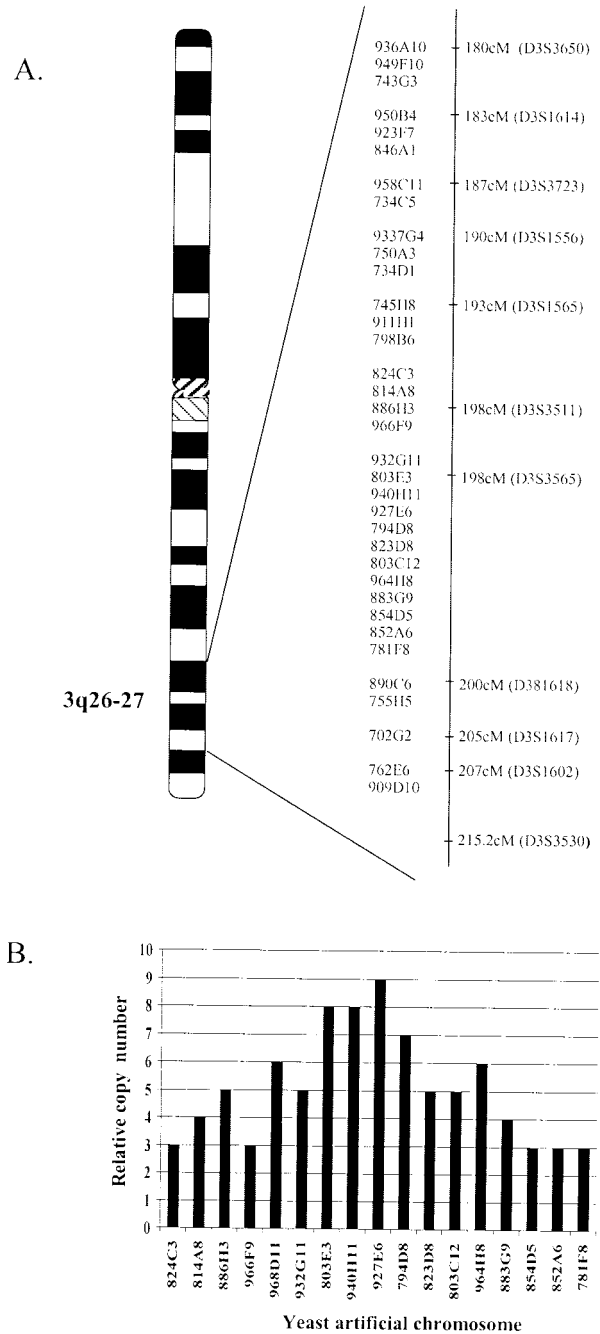 A.
936A10 180cM (D3S3650)
949F10
743G3
950B4 183cM (D3S1614)
923F7
846A1
958C11 187cM (D3S3723)
734C5
9337G4 190cM (D3S1556)
750A3
734D1
745H8 193cM (D3S1565)
911H1
798B6
824C3
814A8
886H3 198cM (D3S3511)
966F9
932G11
803E3 198cM (D3S3565)
940H11
927E6
794D8
823D8
803C12
964H8
883G9
854D5
852A6
781F8
890C6 200cM (D381618)
755H5
3q26-27
702G2 205cM (D3S1617)
762E6 207cM (D3S1602)
909D10
215.2cM (D3S3530)
B.
Relative copy number
10
9
8
7
6
5
4
3
2
1
0
824C3
814A8
886H3
966F9
968D11
932G11
803E3
940H11
927E6
794D8
823D8
803C12
964H8
883G9
854D5
852A6
781F8
Yeast artificial chromosome